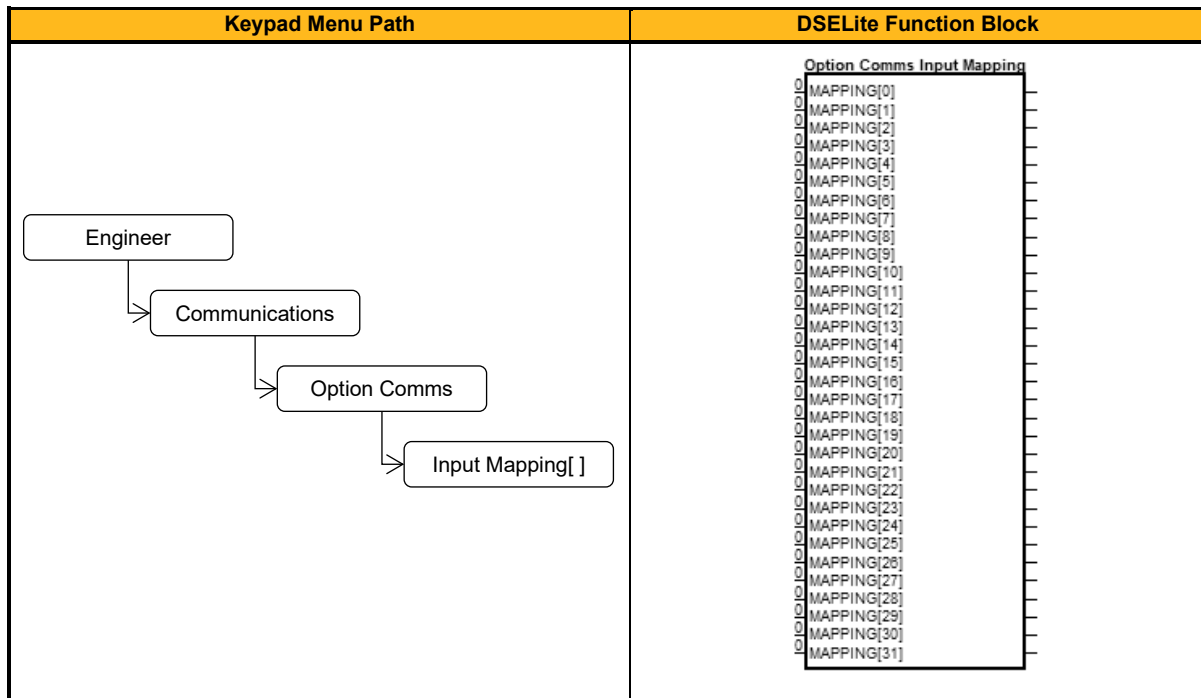 Keypad Menu Path
DSELite Function Block
Engineer
Communications
Option Comms
Input Mapping[ ]
Option Comms Input Mapping
0 MAPPING[0]
0 MAPPING[1]
0 MAPPING[2]
0 MAPPING[3]
0 MAPPING[4]
0 MAPPING[5]
0 MAPPING[6]
0 MAPPING[7]
0 MAPPING[8]
0 MAPPING[9]
0 MAPPING[10]
0 MAPPING[11]
0 MAPPING[12]
0 MAPPING[13]
0 MAPPING[14]
0 MAPPING[15]
0 MAPPING[16]
0 MAPPING[17]
0 MAPPING[18]
0 MAPPING[19]
0 MAPPING[20]
0 MAPPING[21]
0 MAPPING[22]
0 MAPPING[23]
0 MAPPING[24]
0 MAPPING[25]
0 MAPPING[26]
0 MAPPING[27]
0 MAPPING[28]
0 MAPPING[29]
0 MAPPING[30]
0 MAPPING[31]